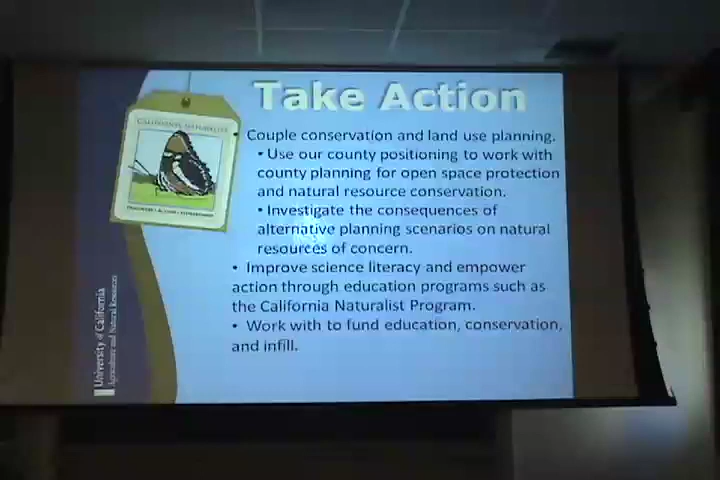 Take Action
CALIFORNIA NATURALIST
Couple conservation and land use planning.
• Use our county positioning to work with
county planning for open space protection
and natural resource conservation.
• Investigate the consequences of
alternative planning scenarios on natural
resources of concern.
• Improve science literacy and empower
action through education programs such as
the California Naturalist Program.
• Work with to fund education, conservation,
and infill.
University of California
Agriculture and Natural Resources